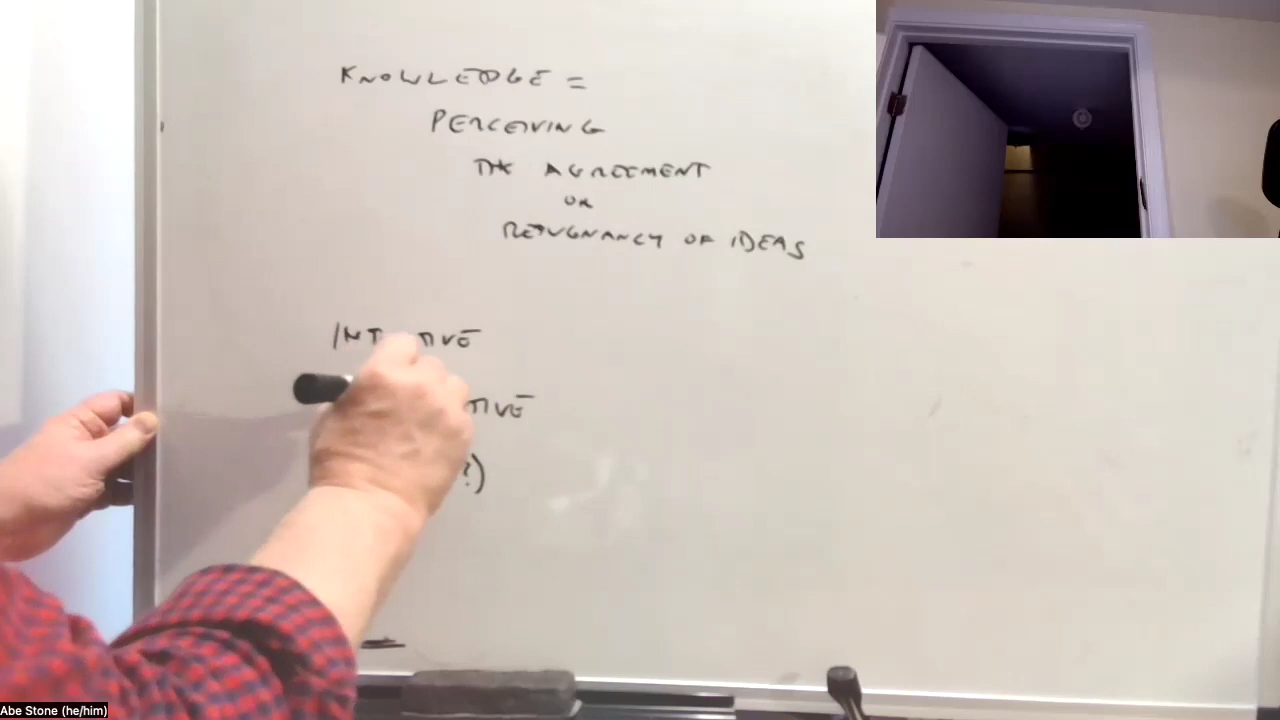 KNOWLEDGE =
PERCEIVING
THE AGREEMENT
OR
REPUGNANCY OF IDEAS
?)
Abe Stone (he/him)